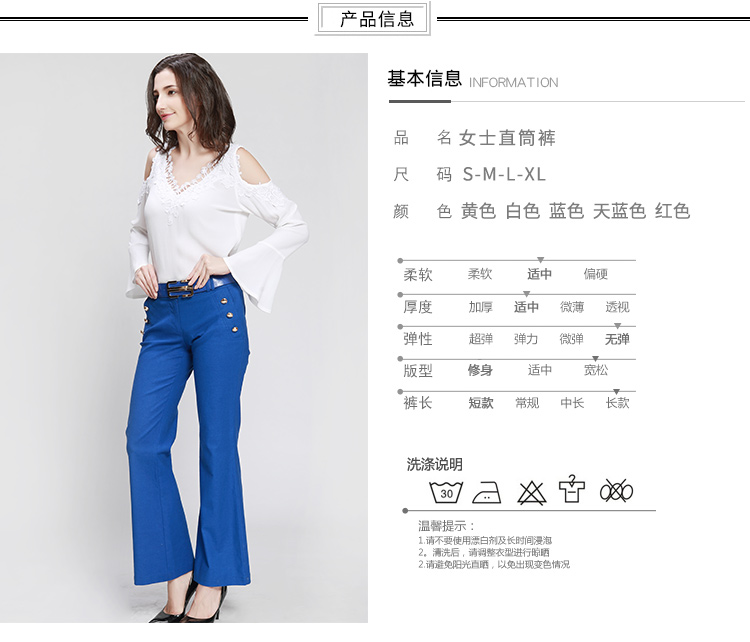 产品信息
基本信息 INFORMATION
品 名 女士直筒裤
尺 码 S-M-L-XL
颜 色 黄色 白色 蓝色 天蓝色 红色
柔软 柔软 适中 偏硬
厚度 加厚 适中 微薄 透视
弹性 超弹 弹力 微弹 无弹
版型 修身 适中 宽松
裤长 短款 常规 中长 长款
洗涤说明
30
温馨提示：
1.请不要使用漂白剂及长时间浸泡
2。清洗后，请调整衣型进行晾晒
2.请避免阳光直晒，以免出现变色情况